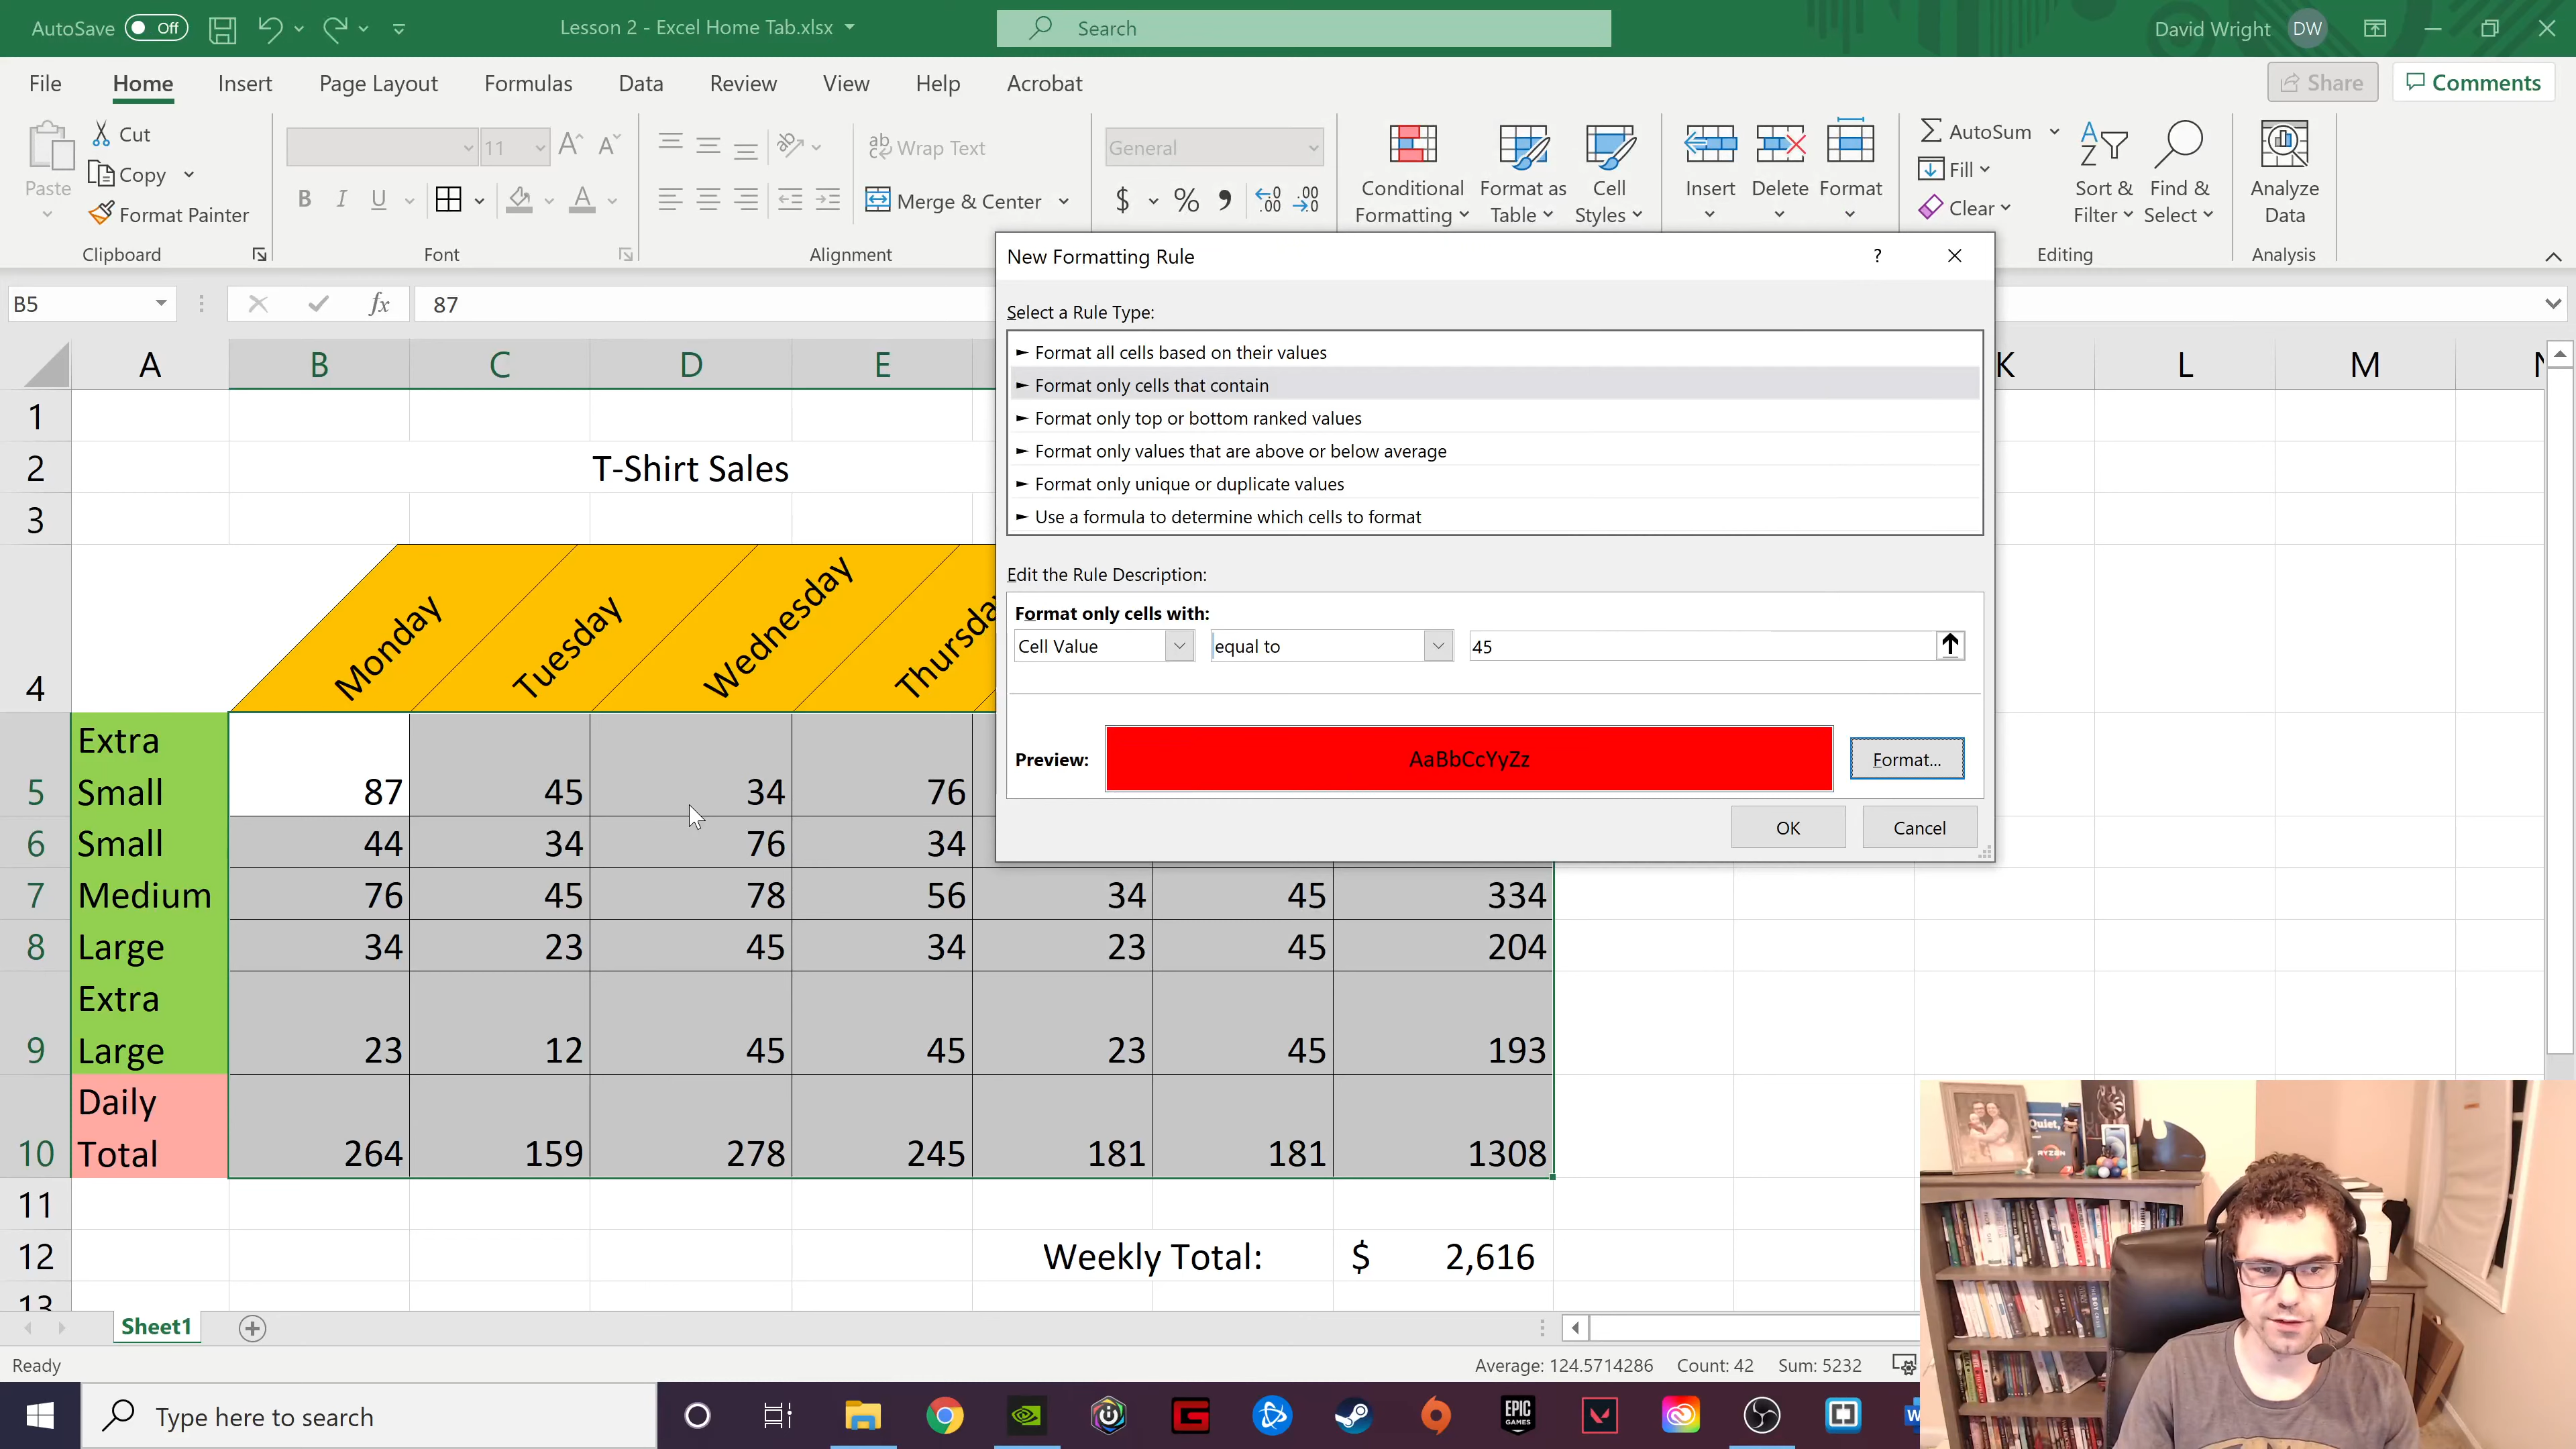 AutoSave Off
Lesson 2 - Excel Home Tab.xlsx
Search
David Wright DW
File Home Insert Page Layout Formulas Data Review View Help Acrobat
Share Comments
Paste
Cut
Copy
Format Painter
Clipboard
11
B I U
Font
Wrap Text
Merge & Center
Alignment
General
$ % ,
Conditional Formatting
Format as Table
Cell Styles
Insert
Delete
Format
AutoSum
Fill
Clear
Sort & Filter
Find & Select
Editing
Analyze Data
Analysis
B5
fx
87
New Formatting Rule ?
Select a Rule Type:
Format all cells based on their values
Format only cells that contain
Format only top or bottom ranked values
Format only values that are above or below average
Format only unique or duplicate values
Use a formula to determine which cells to format
Edit the Rule Description:
Format only cells with:
Cell Value equal to 45
Preview: AaBbCcYyZz Format...
OK Cancel
A B C D E K L M
1
2 T-Shirt Sales
3
4 Monday Tuesday Wednesday
5 Extra Small 87 45 34 76
6 Small 44 34 76 34
7 Medium 76 45 78 56 34 45 334
8 Large 34 23 45 34 23 45 204
9 Extra Large 23 12 45 45 23 45 193
10 Daily Total 264 159 278 245 181 181 1308
11
12 Weekly Total: $ 2,616
13
Sheet1
Ready
Average: 124.5714286 Count: 42 Sum: 5232
Type here to search
EPIC GAMES
Quiet,
RYZEN